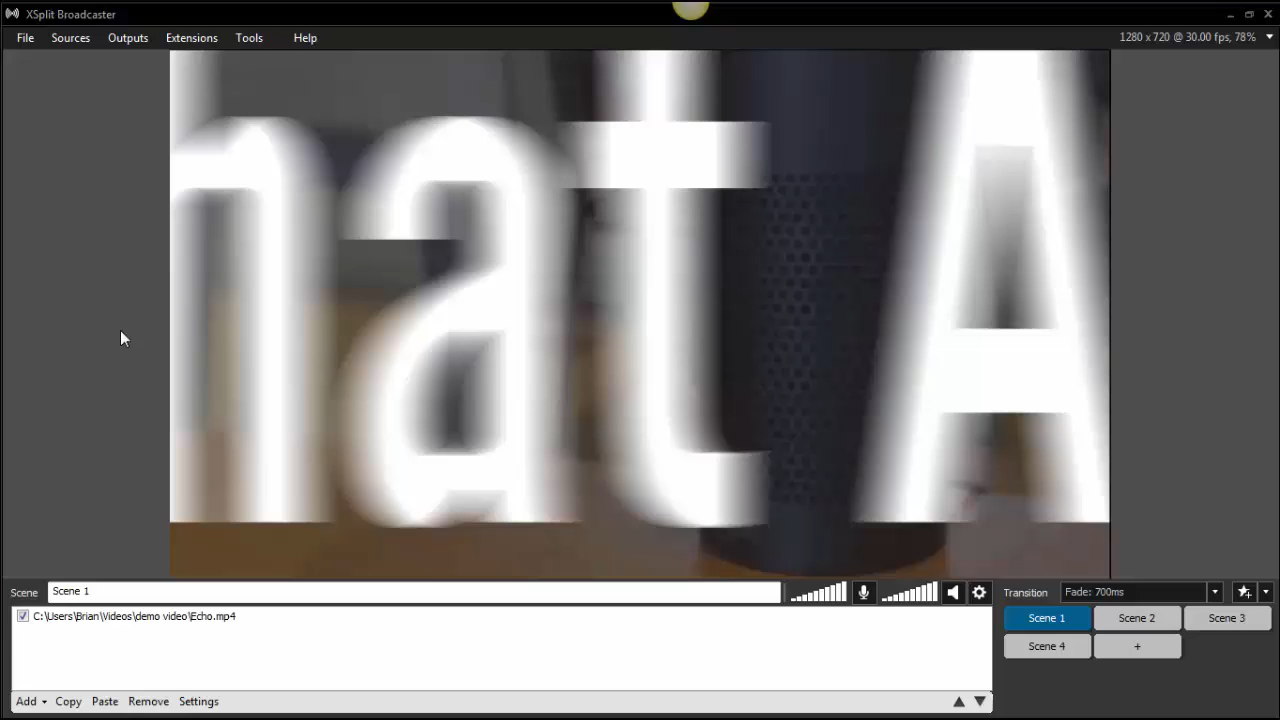 XSplit Broadcaster
File Sources Outputs Extensions Tools Help 1280 x 720 @ 30.00 fps, 78%
hat A
Scene Scene 1 Transition Fade: 700ms
C:\Users\Brian\Videos\demo video\Echo.mp4
Scene 1 Scene 2 Scene 3
Scene 4 +
Add Copy Paste Remove Settings